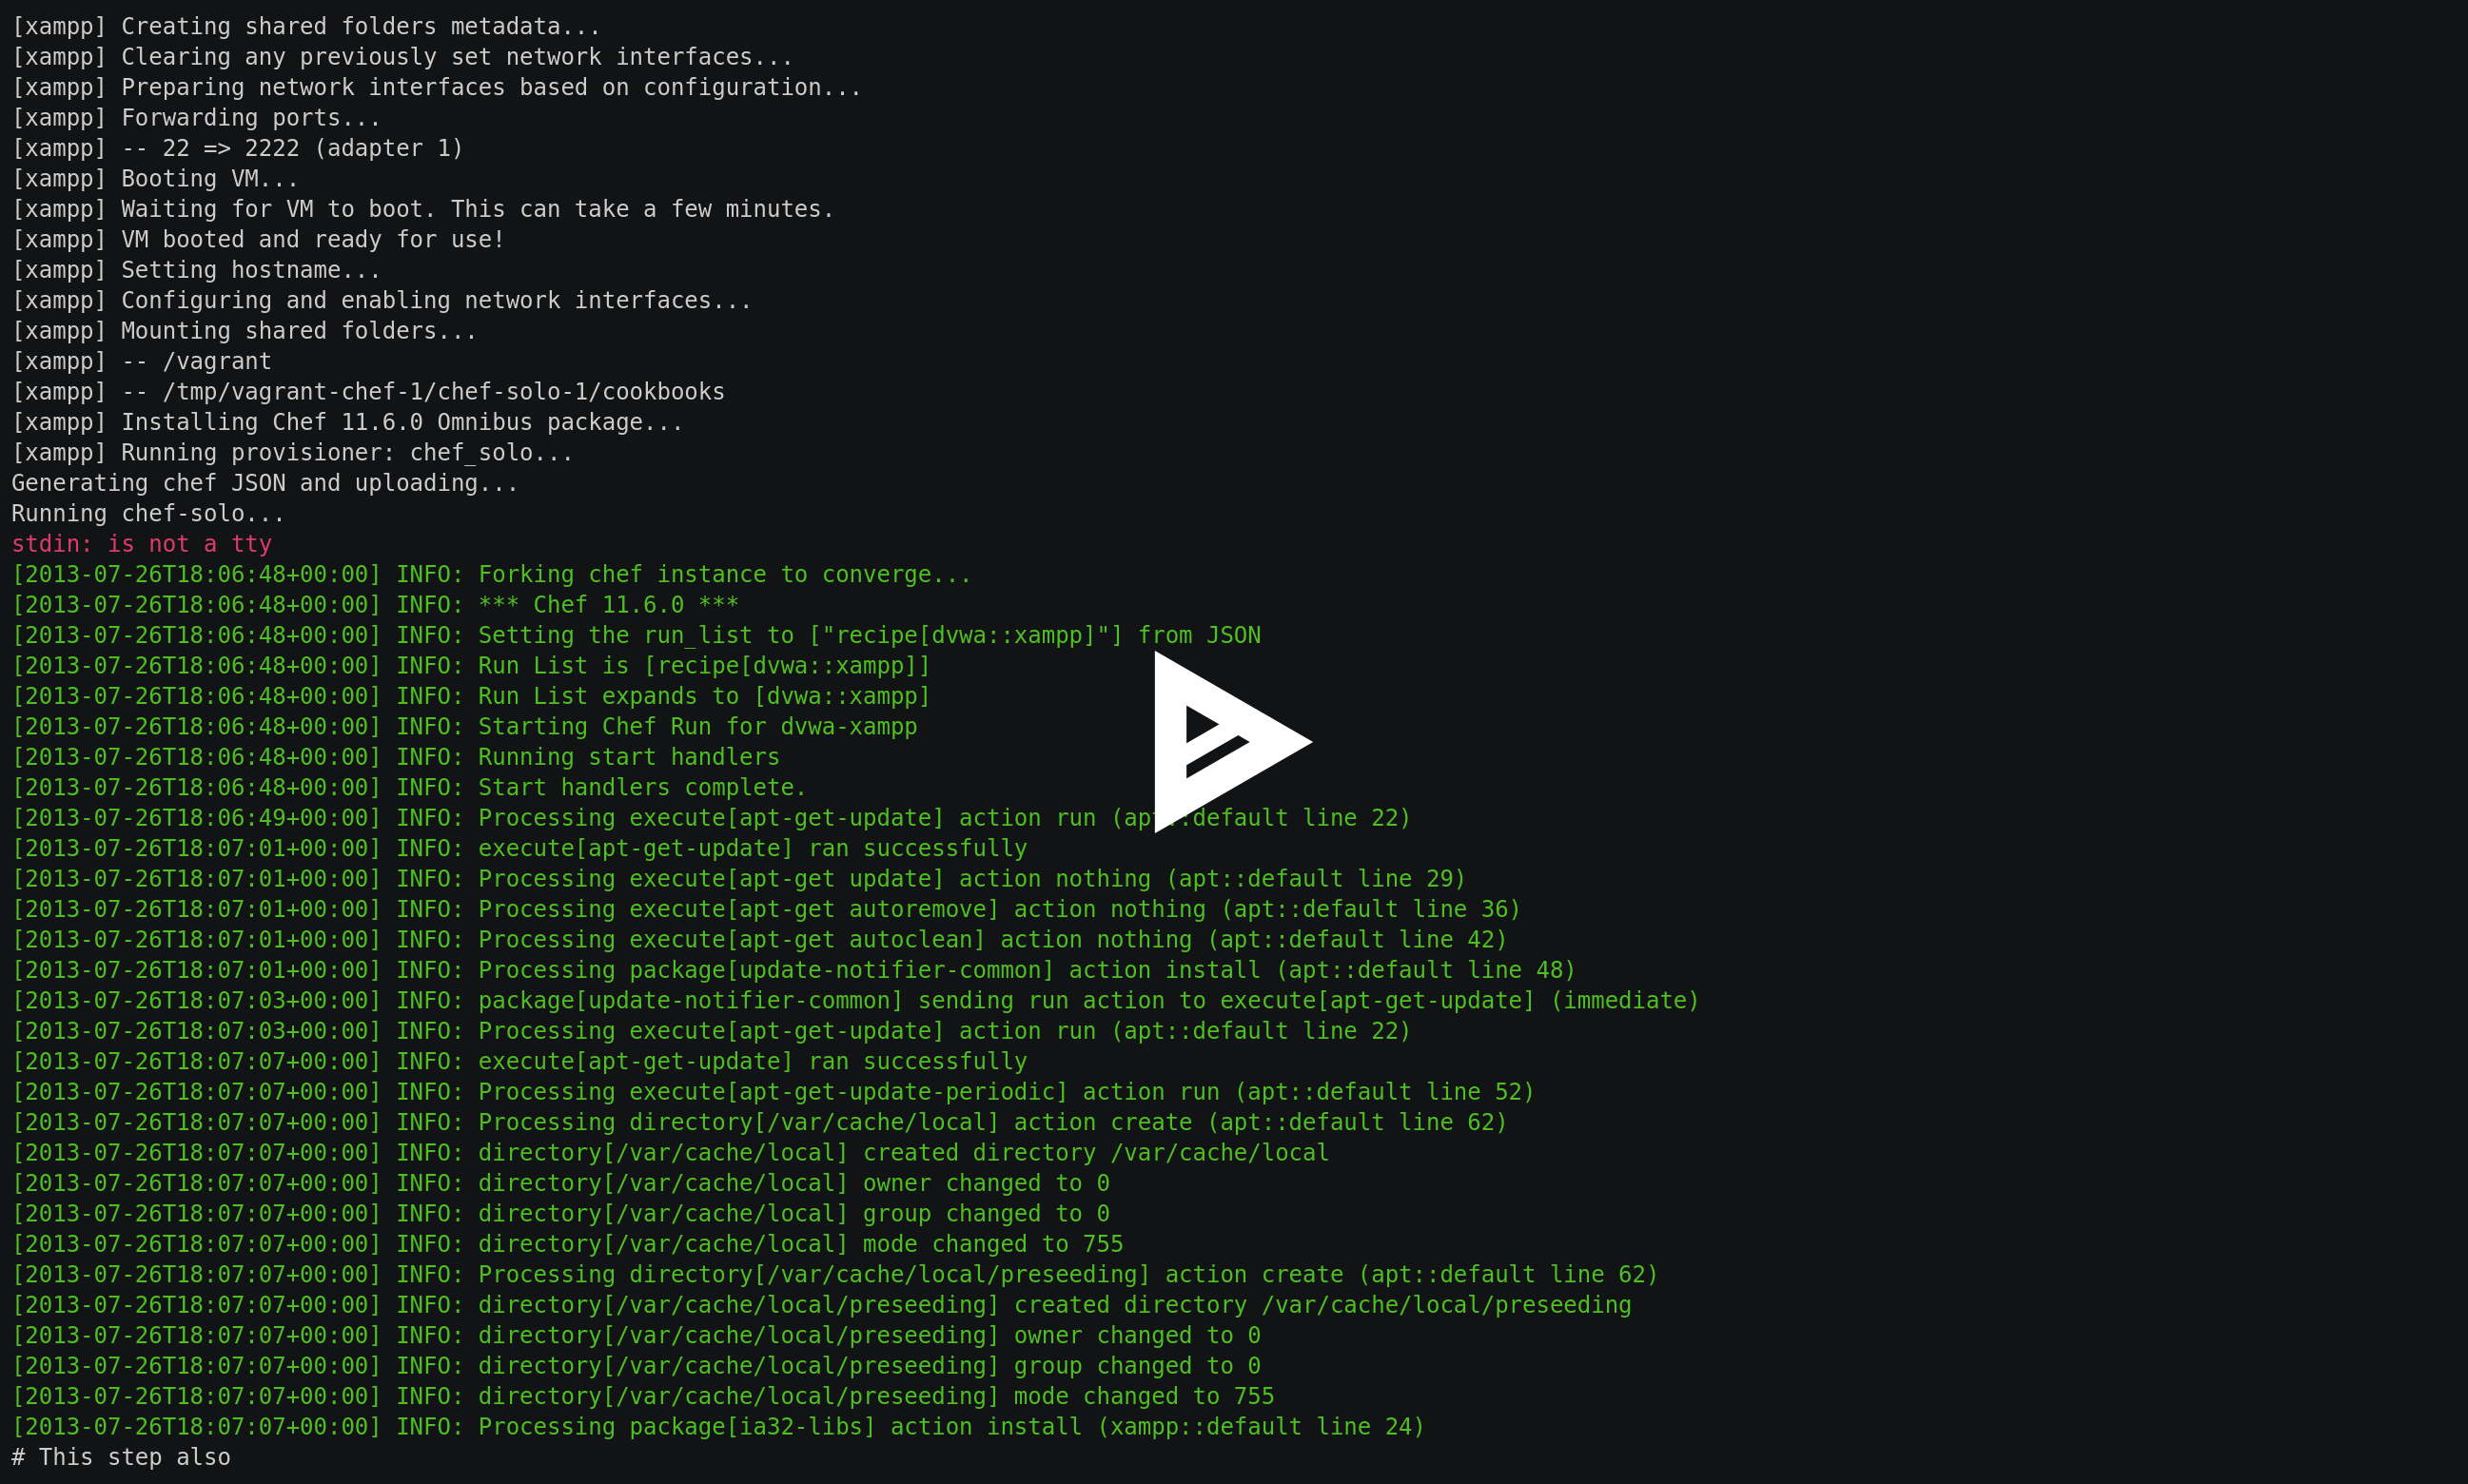 [xampp] Creating shared folders metadata...
[xampp] Clearing any previously set network interfaces...
[xampp] Preparing network interfaces based on configuration...
[xampp] Forwarding ports...
[xampp] -- 22 => 2222 (adapter 1)
[xampp] Booting VM...
[xampp] Waiting for VM to boot. This can take a few minutes.
[xampp] VM booted and ready for use!
[xampp] Setting hostname...
[xampp] Configuring and enabling network interfaces...
[xampp] Mounting shared folders...
[xampp] -- /vagrant
[xampp] -- /tmp/vagrant-chef-1/chef-solo-1/cookbooks
[xampp] Installing Chef 11.6.0 Omnibus package...
[xampp] Running provisioner: chef_solo...
Generating chef JSON and uploading...
Running chef-solo...
stdin: is not a tty
[2013-07-26T18:06:48+00:00] INFO: Forking chef instance to converge...
[2013-07-26T18:06:48+00:00] INFO: *** Chef 11.6.0 ***
[2013-07-26T18:06:48+00:00] INFO: Setting the run_list to ["recipe[dvwa::xampp]"] from JSON
[2013-07-26T18:06:48+00:00] INFO: Run List is [recipe[dvwa::xampp]]
[2013-07-26T18:06:48+00:00] INFO: Run List expands to [dvwa::xampp]
[2013-07-26T18:06:48+00:00] INFO: Starting Chef Run for dvwa-xampp
[2013-07-26T18:06:48+00:00] INFO: Running start handlers
[2013-07-26T18:06:48+00:00] INFO: Start handlers complete.
[2013-07-26T18:06:49+00:00] INFO: Processing execute[apt-get-update] action run (apt::default line 22)
[2013-07-26T18:07:01+00:00] INFO: execute[apt-get-update] ran successfully
[2013-07-26T18:07:01+00:00] INFO: Processing execute[apt-get update] action nothing (apt::default line 29)
[2013-07-26T18:07:01+00:00] INFO: Processing execute[apt-get autoremove] action nothing (apt::default line 36)
[2013-07-26T18:07:01+00:00] INFO: Processing execute[apt-get autoclean] action nothing (apt::default line 42)
[2013-07-26T18:07:01+00:00] INFO: Processing package[update-notifier-common] action install (apt::default line 48)
[2013-07-26T18:07:03+00:00] INFO: package[update-notifier-common] sending run action to execute[apt-get-update] (immediate)
[2013-07-26T18:07:03+00:00] INFO: Processing execute[apt-get-update] action run (apt::default line 22)
[2013-07-26T18:07:07+00:00] INFO: execute[apt-get-update] ran successfully
[2013-07-26T18:07:07+00:00] INFO: Processing execute[apt-get-update-periodic] action run (apt::default line 52)
[2013-07-26T18:07:07+00:00] INFO: Processing directory[/var/cache/local] action create (apt::default line 62)
[2013-07-26T18:07:07+00:00] INFO: directory[/var/cache/local] created directory /var/cache/local
[2013-07-26T18:07:07+00:00] INFO: directory[/var/cache/local] owner changed to 0
[2013-07-26T18:07:07+00:00] INFO: directory[/var/cache/local] group changed to 0
[2013-07-26T18:07:07+00:00] INFO: directory[/var/cache/local] mode changed to 755
[2013-07-26T18:07:07+00:00] INFO: Processing directory[/var/cache/local/preseeding] action create (apt::default line 62)
[2013-07-26T18:07:07+00:00] INFO: directory[/var/cache/local/preseeding] created directory /var/cache/local/preseeding
[2013-07-26T18:07:07+00:00] INFO: directory[/var/cache/local/preseeding] owner changed to 0
[2013-07-26T18:07:07+00:00] INFO: directory[/var/cache/local/preseeding] group changed to 0
[2013-07-26T18:07:07+00:00] INFO: directory[/var/cache/local/preseeding] mode changed to 755
[2013-07-26T18:07:07+00:00] INFO: Processing package[ia32-libs] action install (xampp::default line 24)
# This step also